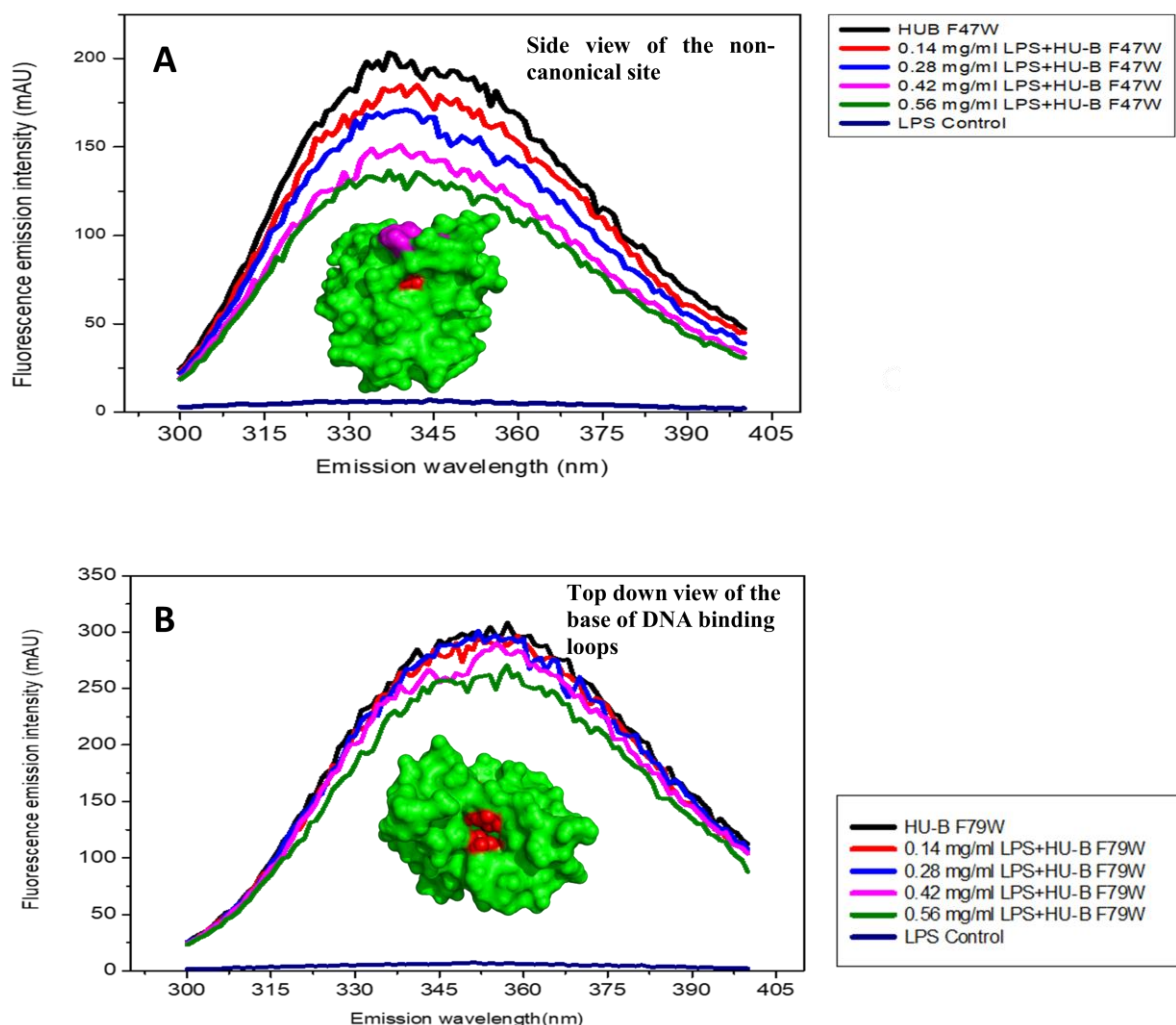 A
Side view of the non-
canonical site
HUB F47W
0.14 mg/ml LPS+HU-B F47W
0.28 mg/ml LPS+HU-B F47W
0.42 mg/ml LPS+HU-B F47W
0.56 mg/ml LPS+HU-B F47W
LPS Control
Fluorescence emission intensity (mAU)
200
150
100
50
0
300 315 330 345 360 375 390 405
Emission wavelength (nm)
B
Top down view of the
base of DNA binding
loops
Fluorescence emission intensity (mAU)
350
300
250
200
150
100
50
0
300 315 330 345 360 375 390 405
Emission wavelength(nm)
HU-B F79W
0.14 mg/ml LPS+HU-B F79W
0.28 mg/ml LPS+HU-B F79W
0.42 mg/ml LPS+HU-B F79W
0.56 mg/ml LPS+HU-B F79W
LPS Control